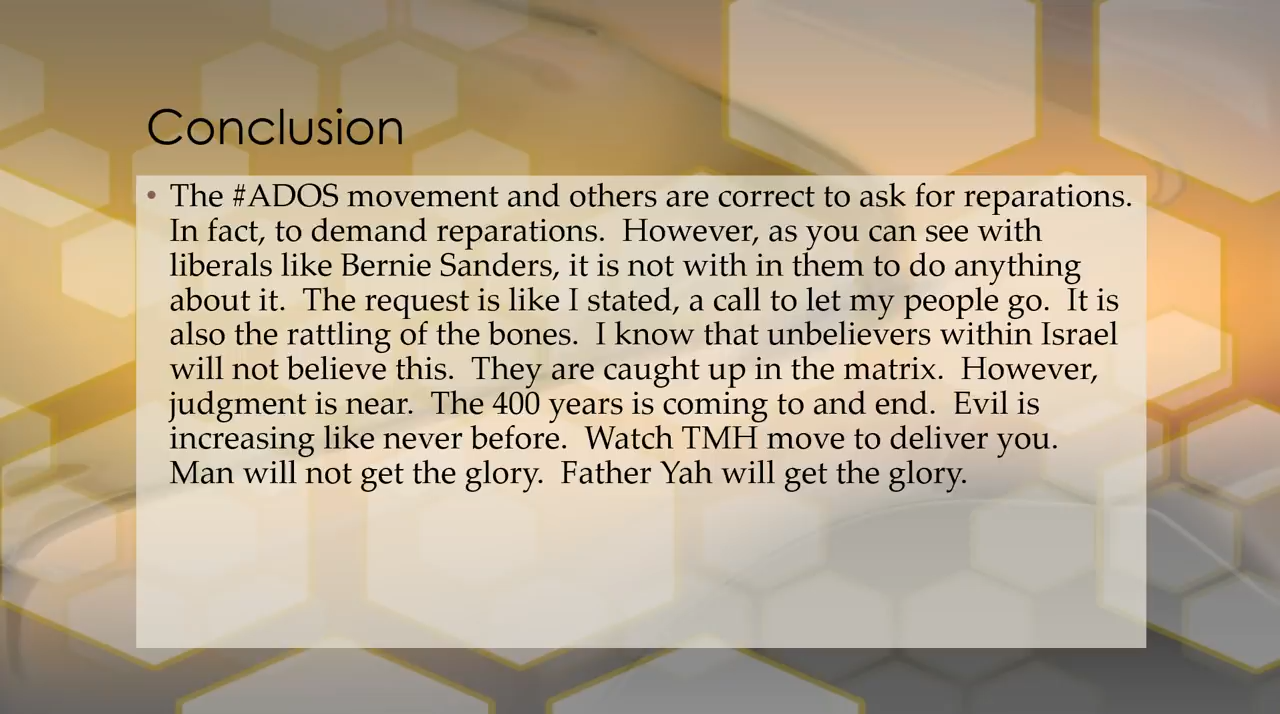 Conclusion
• The #ADOS movement and others are correct to ask for reparations.
In fact, to demand reparations.  However, as you can see with
liberals like Bernie Sanders, it is not with in them to do anything
about it.  The request is like I stated, a call to let my people go.  It is
also the rattling of the bones.  I know that unbelievers within Israel
will not believe this.  They are caught up in the matrix.  However,
judgment is near.  The 400 years is coming to and end.  Evil is
increasing like never before.  Watch TMH move to deliver you.
Man will not get the glory.  Father Yah will get the glory.